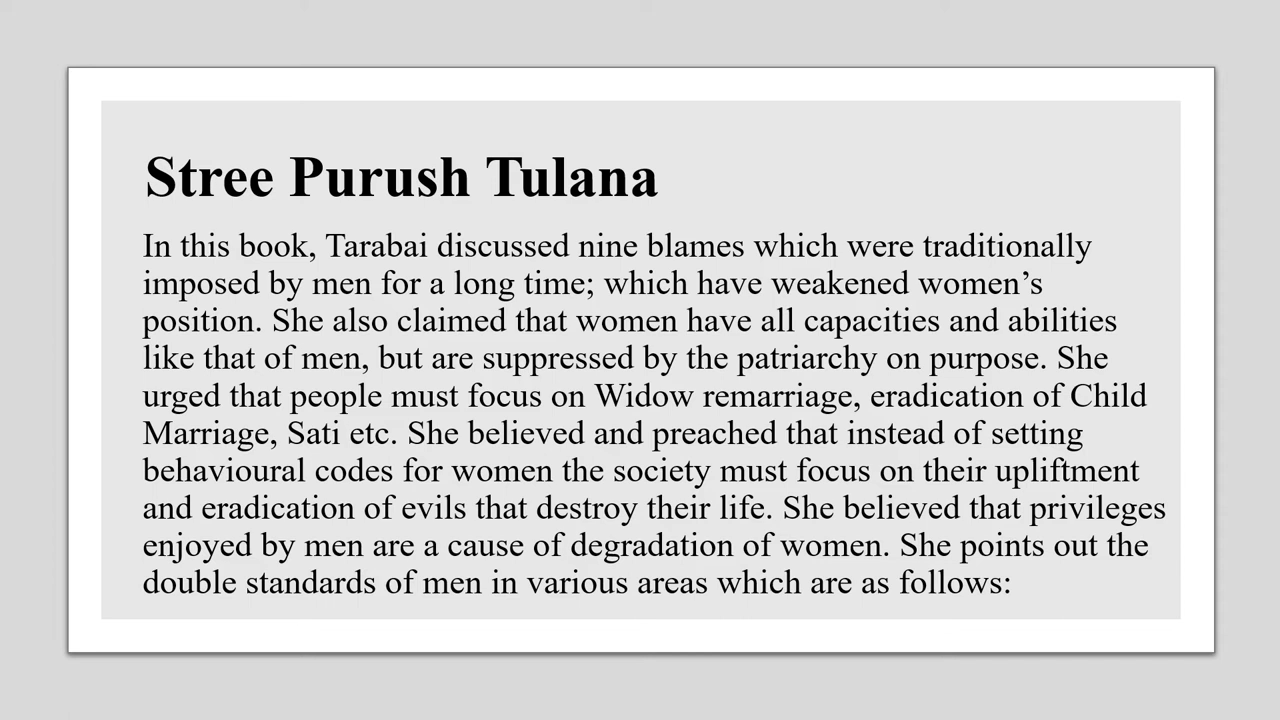 Stree Purush Tulana
In this book, Tarabai discussed nine blames which were traditionally
imposed by men for a long time; which have weakened women’s
position. She also claimed that women have all capacities and abilities
like that of men, but are suppressed by the patriarchy on purpose. She
urged that people must focus on Widow remarriage, eradication of Child
Marriage, Sati etc. She believed and preached that instead of setting
behavioural codes for women the society must focus on their upliftment
and eradication of evils that destroy their life. She believed that privileges
enjoyed by men are a cause of degradation of women. She points out the
double standards of men in various areas which are as follows: